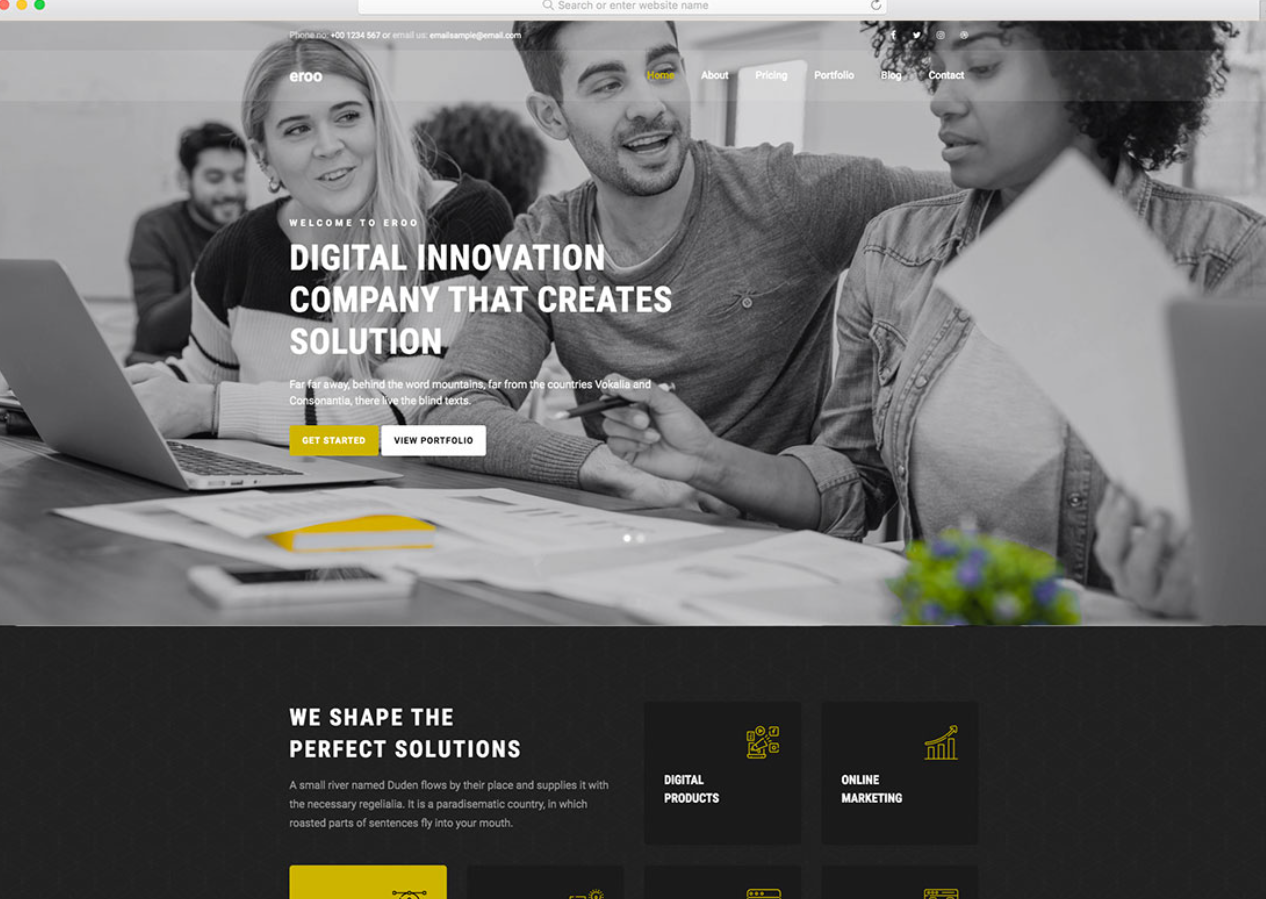 Search or enter website name
Phone no: +00 1234 567 or email us: emailsample@email.com
eroo
Home About Pricing Portfolio Blog Contact
WELCOME TO EROO
DIGITAL INNOVATION
COMPANY THAT CREATES
SOLUTION
Far far away, behind the word mountains, far from the countries Vokalia and
Consonantia, there live the blind texts.
GET STARTED VIEW PORTFOLIO
WE SHAPE THE
PERFECT SOLUTIONS
A small river named Duden flows by their place and supplies it with
the necessary regelialia. It is a paradisematic country, in which
roasted parts of sentences fly into your mouth.
DIGITAL
PRODUCTS
ONLINE
MARKETING